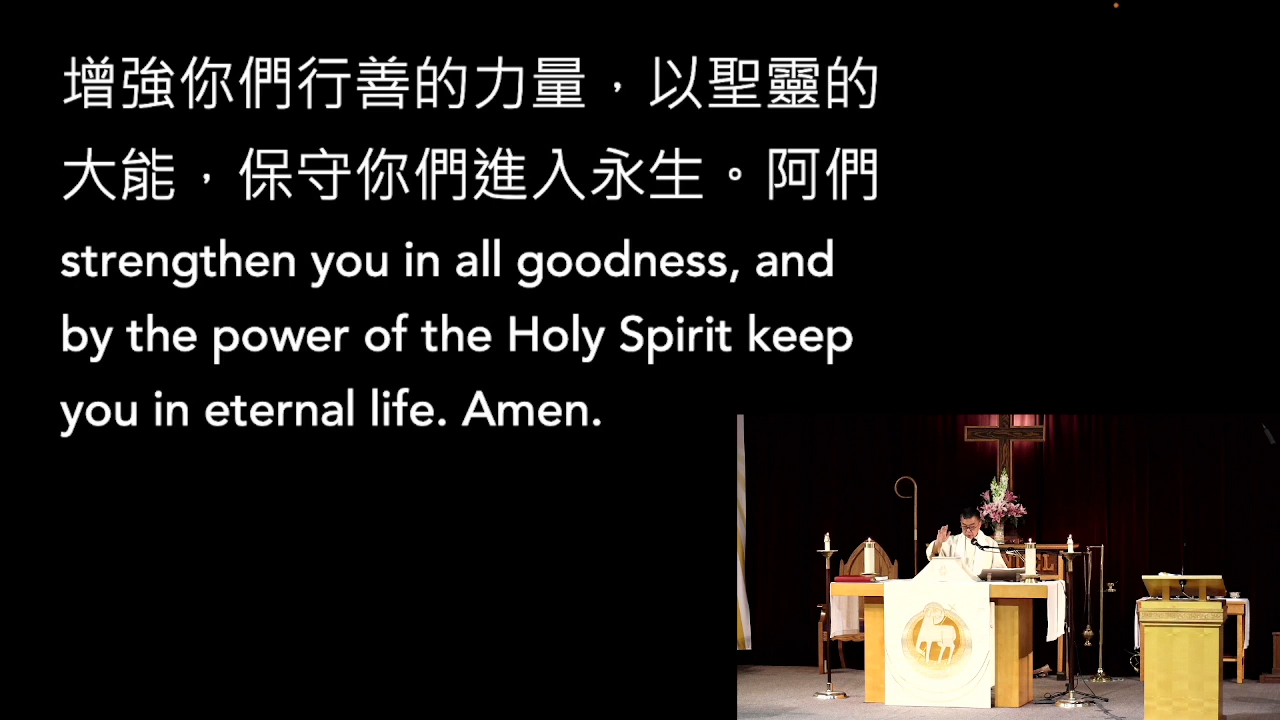 增強你們行善的力量，以聖靈的
大能，保守你們進入永生。阿們
strengthen you in all goodness, and
by the power of the Holy Spirit keep
you in eternal life. Amen.